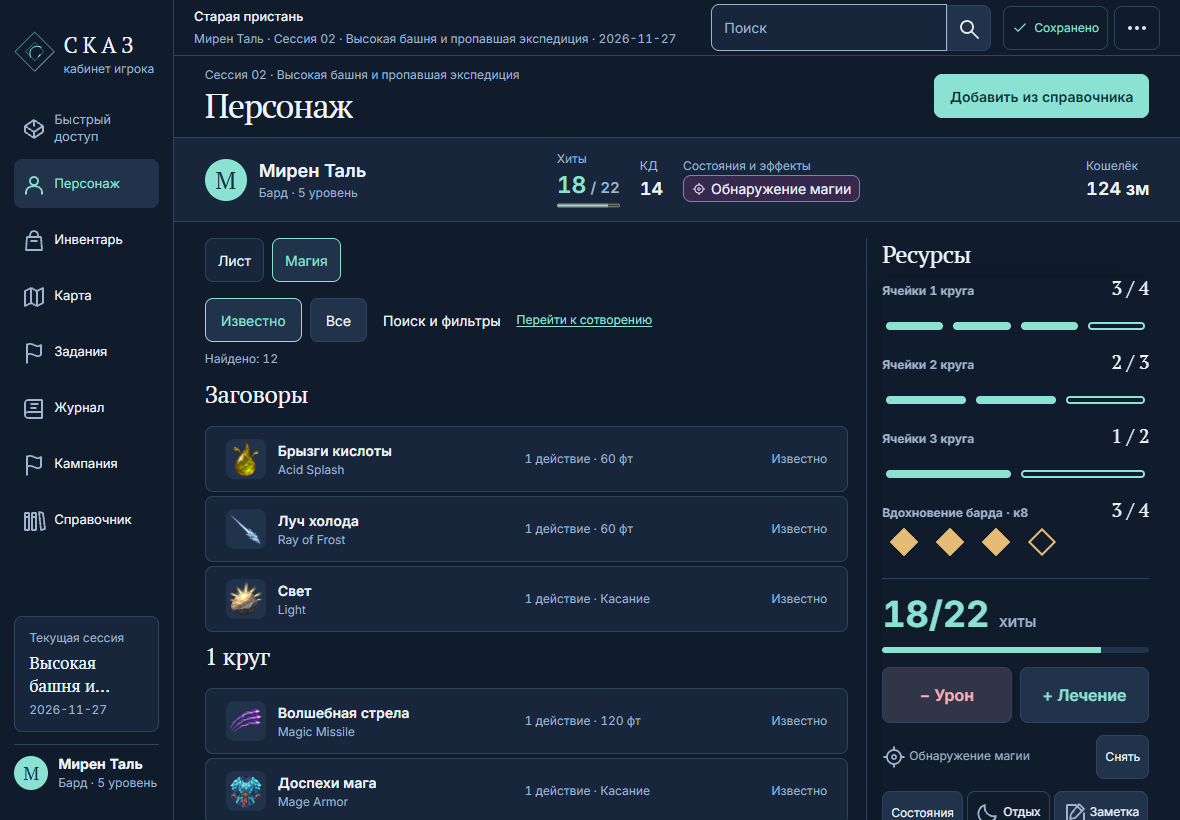 СКАЗ
кабинет игрока
Быстрый
доступ
Персонаж
Инвентарь
Карта
Задания
Журнал
Кампания
Справочник
Текущая сессия
Высокая
башня и...
2026-11-27
М
Мирен Таль
Бард · 5 уровень
Старая пристань
Мирен Таль · Сессия 02 · Высокая башня и пропавшая экспедиция · 2026-11-27
Поиск
Сохранено
Сессия 02 · Высокая башня и пропавшая экспедиция
Персонаж
Добавить из справочника
М
Мирен Таль
Бард · 5 уровень
Хиты
18 / 22
КД
14
Состояния и эффекты
Обнаружение магии
Кошелёк
124 зм
Лист
Магия
Известно
Все
Поиск и фильтры
Перейти к сотворению
Найдено: 12
Заговоры
Брызги кислоты
Acid Splash
1 действие · 60 фт
Известно
Луч холода
Ray of Frost
1 действие · 60 фт
Известно
Свет
Light
1 действие · Касание
Известно
1 круг
Волшебная стрела
Magic Missile
1 действие · 120 фт
Известно
Доспехи мага
Mage Armor
1 действие · Касание
Известно
Ресурсы
Ячейки 1 круга
3 / 4
Ячейки 2 круга
2 / 3
Ячейки 3 круга
1 / 2
Вдохновение барда · к8
3 / 4
18/22 хиты
− Урон
+ Лечение
Обнаружение магии
Снять
Состояния
Отдых
Заметка